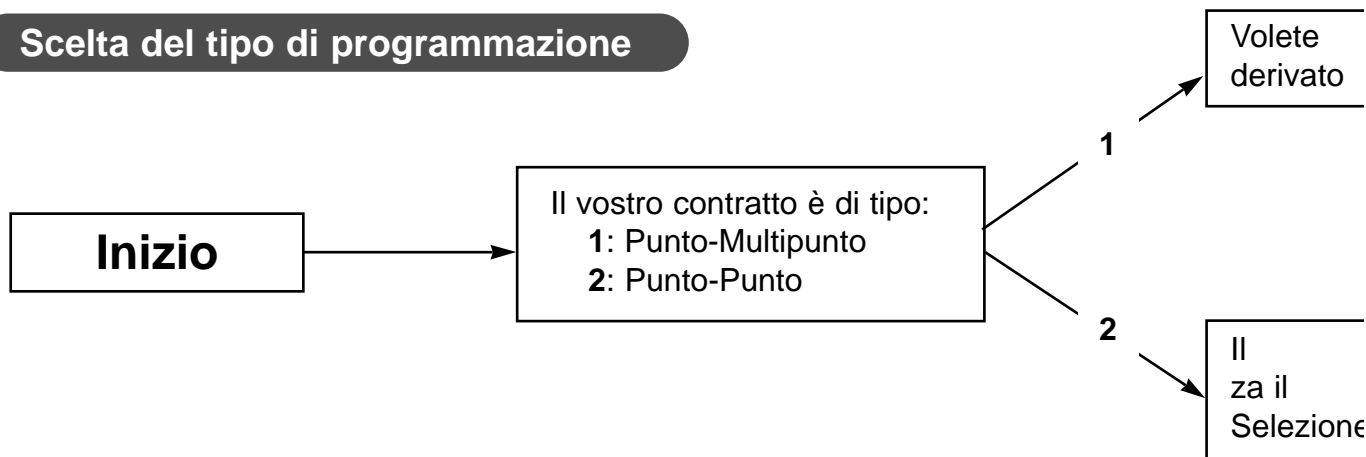 Scelta del tipo di programmazione
Volete
derivato
1
Il vostro contratto è di tipo:
1: Punto-Multipunto
2: Punto-Punto
Inizio
2
Il
za il
Selezione